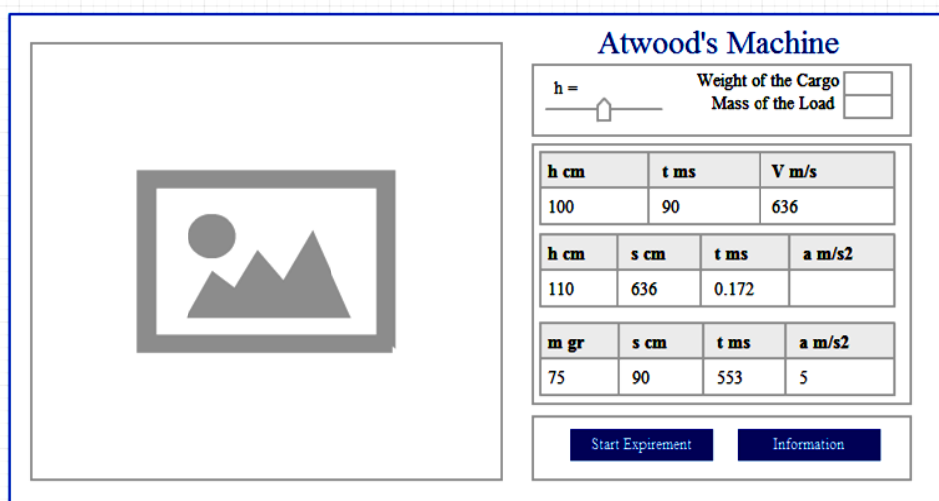 Atwood's Machine
h =
Weight of the Cargo
Mass of the Load
h cm t ms V m/s
100 90 636
h cm s cm t ms a m/s2
110 636 0.172
m gr s cm t ms a m/s2
75 90 553 5
Start Expirement Information